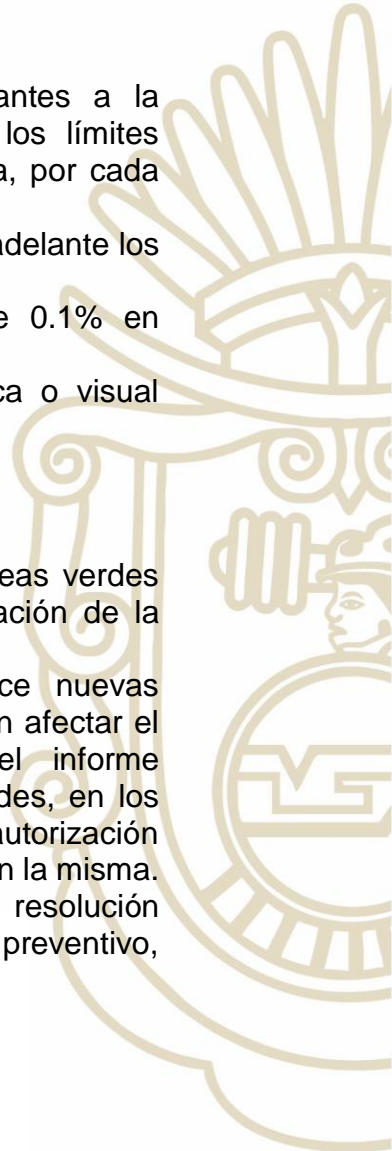 antes a la
los límites
a, por cada
adelante los
e 0.1% en
ca o visual
eas verdes
ación de la
ce nuevas
n afectar el
el informe
des, en los
autorización
n la misma.
resolución
preventivo,